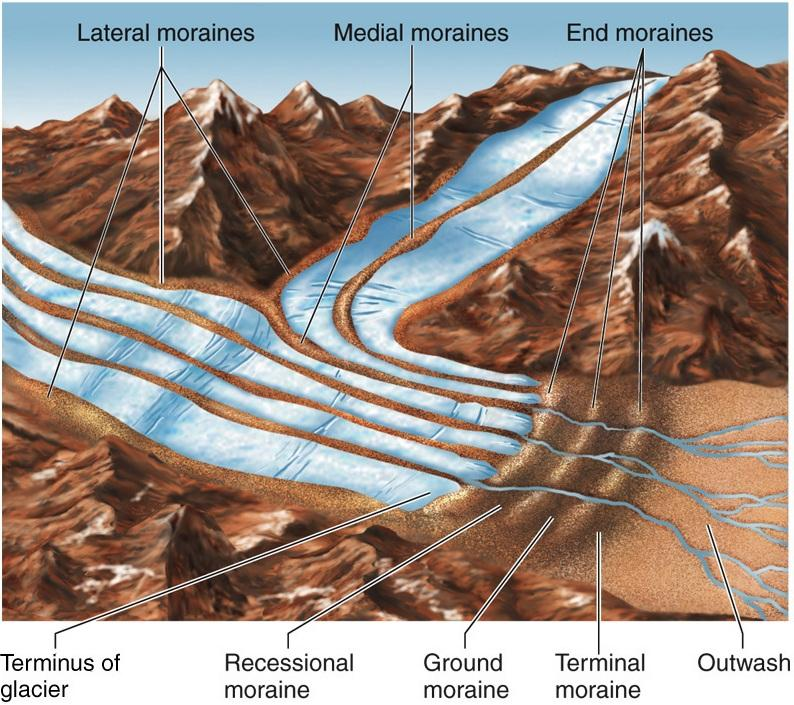 Lateral moraines
Medial moraines
End moraines
Terminus of
glacier
Recessional
moraine
Ground
moraine
Terminal
moraine
Outwash